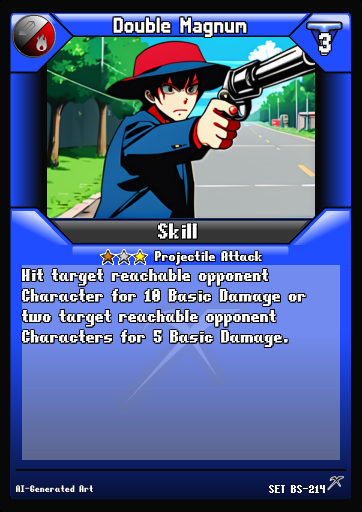 Double Magnum
3
Skill
Projectile Attack
Hit target reachable opponent
Character for 10 Basic Damage or
two target reachable opponent
Characters for 5 Basic Damage.
AI-Generated Art
SET BS-214